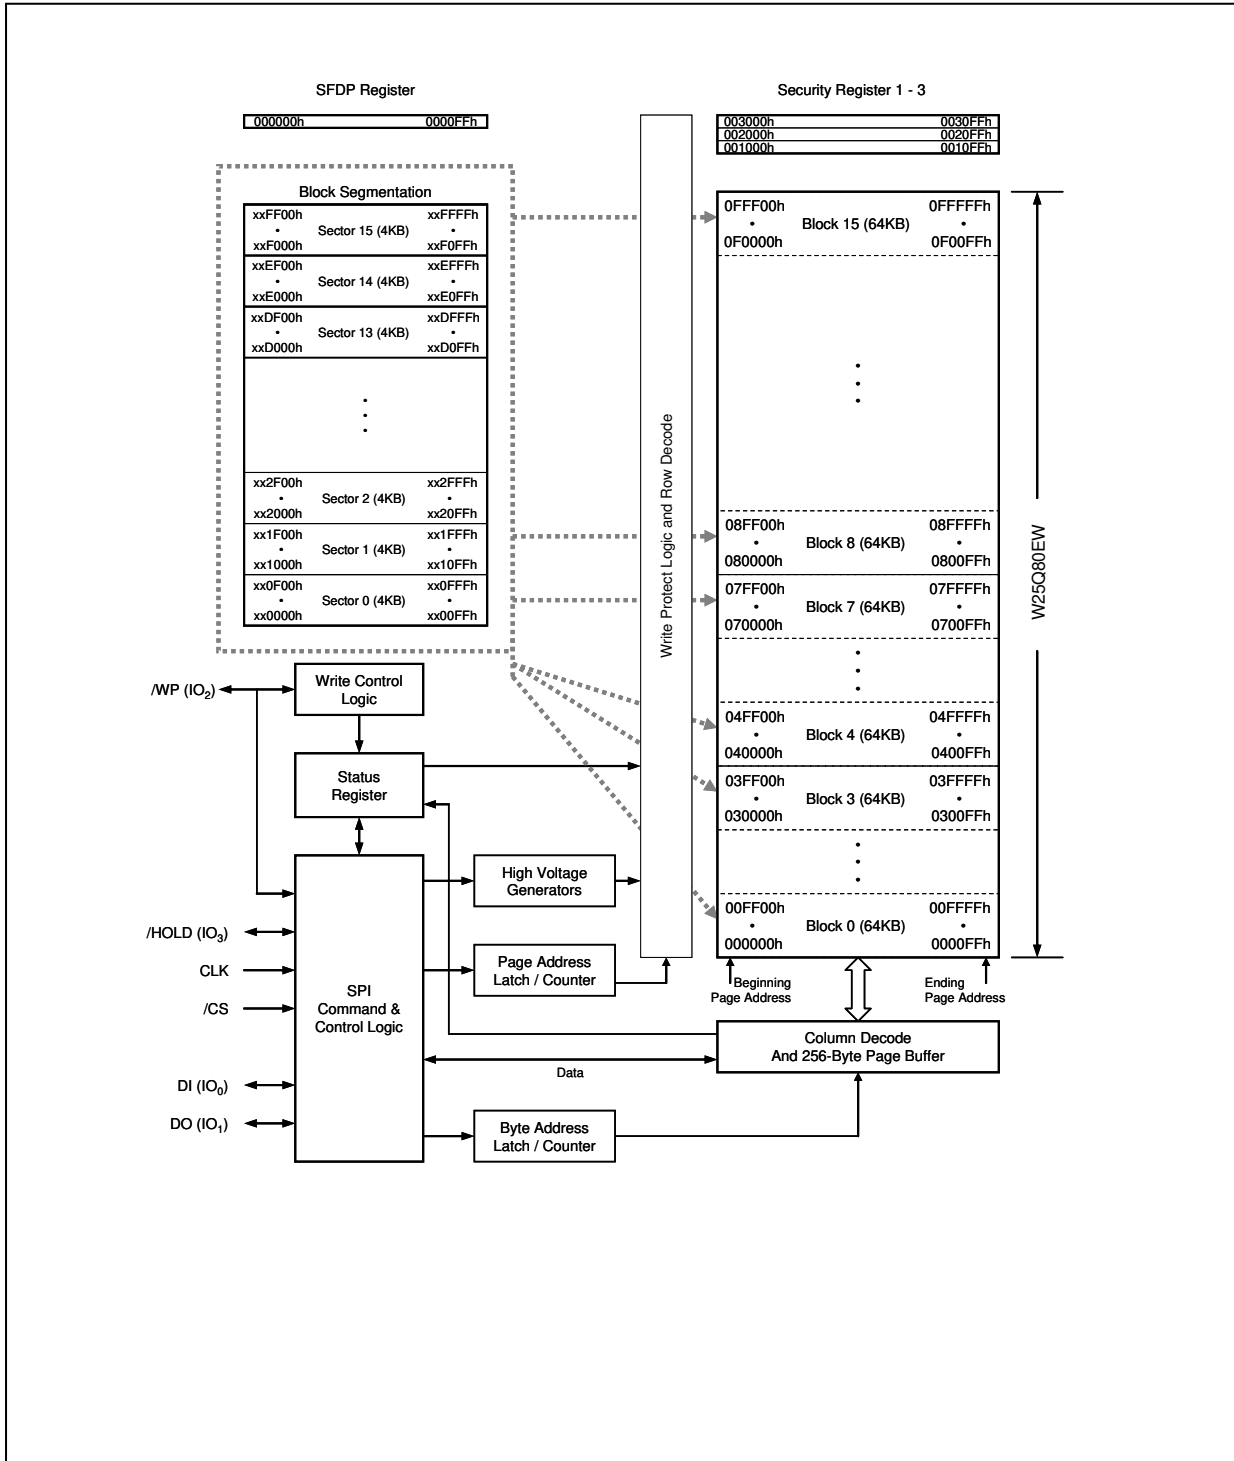 SFDP Register
000000h 0000FFh
Security Register 1 - 3
003000h 0030FFh
002000h 0020FFh
001000h 0010FFh
Block Segmentation
xxFF00h xxFFFFh
• Sector 15 (4KB) •
xxF000h xxF0FFh
xxEF00h xxEFFFh
• Sector 14 (4KB) •
xxE000h xxE0FFh
xxDF00h xxDFFFh
• Sector 13 (4KB) •
xxD000h xxD0FFh
•
•
•
xx2F00h xx2FFFh
• Sector 2 (4KB) •
xx2000h xx20FFh
xx1F00h xx1FFFh
• Sector 1 (4KB) •
xx1000h xx10FFh
xx0F00h xx0FFFh
• Sector 0 (4KB) •
xx0000h xx00FFh
Write Protect Logic and Row Decode
0FFF00h 0FFFFFh
• Block 15 (64KB) •
0F0000h 0F00FFh
•
•
•
08FF00h 08FFFFh
• Block 8 (64KB) •
080000h 0800FFh
07FF00h 07FFFFh
• Block 7 (64KB) •
070000h 0700FFh
•
•
•
04FF00h 04FFFFh
• Block 4 (64KB) •
040000h 0400FFh
03FF00h 03FFFFh
• Block 3 (64KB) •
030000h 0300FFh
•
•
•
00FF00h 00FFFFh
• Block 0 (64KB) •
000000h 0000FFh
W25Q80EW
Beginning
Page Address
Ending
Page Address
/WP (IO2)
Write Control
Logic
Status
Register
High Voltage
Generators
/HOLD (IO3)
CLK
/CS
DI (IO0)
DO (IO1)
SPI
Command &
Control Logic
Page Address
Latch / Counter
Column Decode
And 256-Byte Page Buffer
Data
Byte Address
Latch / Counter